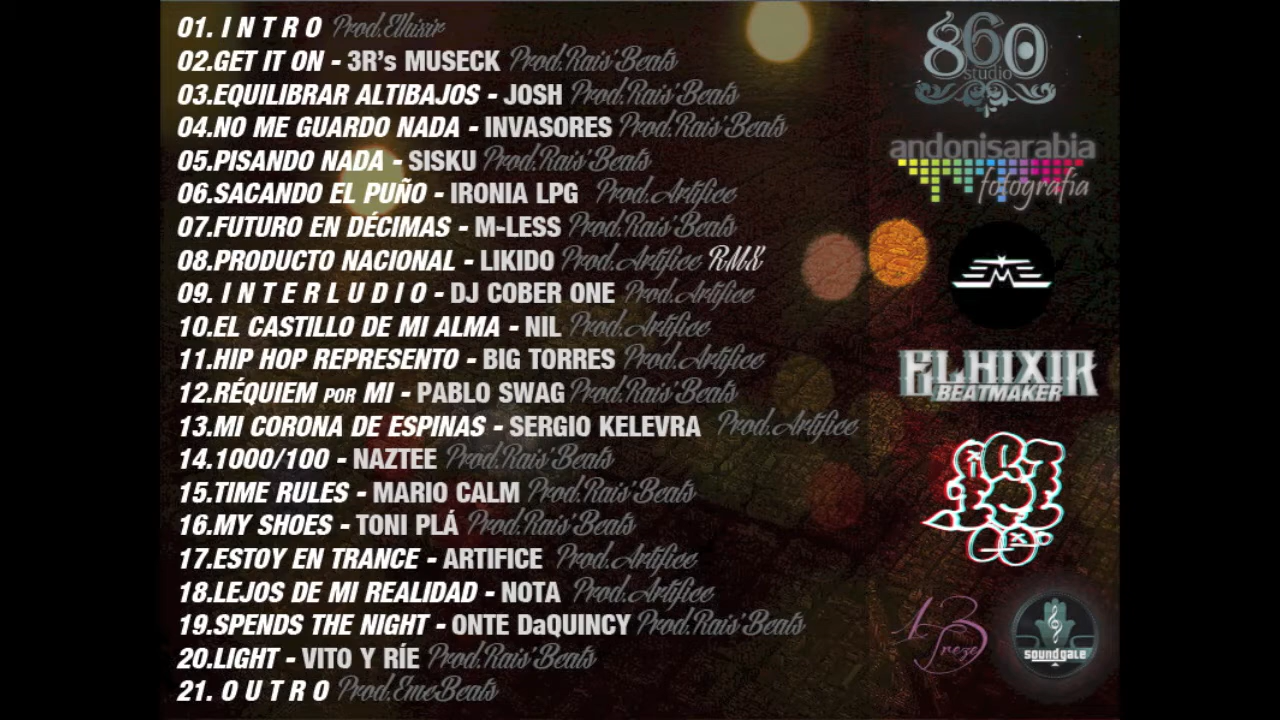 01. I N T R O Prod.Elhixir
02.GET IT ON - 3R's MUSECK Prod.Rais'Beats
03.EQUILIBRAR ALTIBAJOS - JOSH Prod.Rais'Beats
04.NO ME GUARDO NADA - INVASORES Prod.Rais'Beats
05.PISANDO NADA - SISKU Prod.Rais'Beats
06.SACANDO EL PUÑO - IRONIA LPG Prod.Artifice
07.FUTURO EN DÉCIMAS - M-LESS Prod.Rais'Beats
08.PRODUCTO NACIONAL - LIKIDO Prod.Artifice RMX
09. I N T E R L U D I O - DJ COBER ONE Prod.Artifice
10.EL CASTILLO DE MI ALMA - NIL Prod.Artifice
11.HIP HOP REPRESENTO - BIG TORRES Prod.Artifice
12.RÉQUIEM POR MI - PABLO SWAG Prod.Rais'Beats
13.MI CORONA DE ESPINAS - SERGIO KELEVRA Prod.Artifice
14.1000/100 - NAZTEE Prod.Rais'Beats
15.TIME RULES - MARIO CALM Prod.Rais'Beats
16.MY SHOES - TONI PLÁ Prod.Rais'Beats
17.ESTOY EN TRANCE - ARTIFICE Prod.Artifice
18.LEJOS DE MI REALIDAD - NOTA Prod.Artifice
19.SPENDS THE NIGHT - ONTE DaQUINCY Prod.Rais'Beats
20.LIGHT - VITO Y RÍE Prod.Rais'Beats
21. O U T R O Prod.EmeBeats
860
studio
andonisarabia
fotografía
M
ELHIXIR
BEATMAKER
soundgale